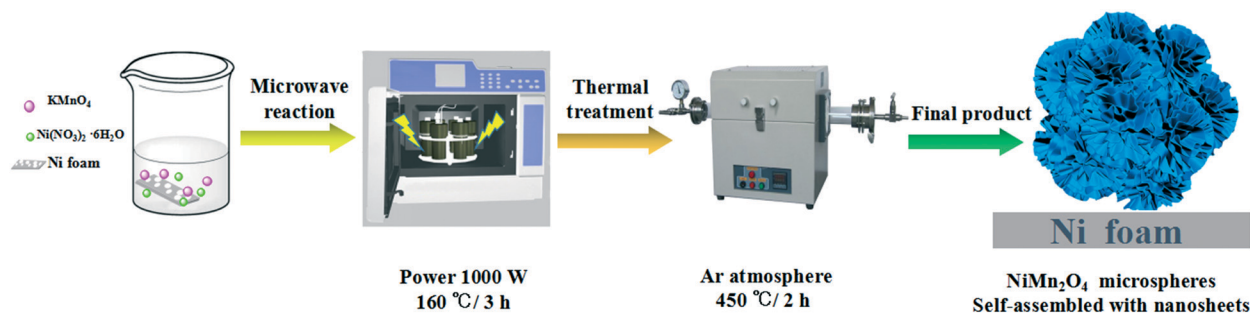 KMnO₄
Ni(NO₃)₂ ·6H₂O
Ni foam
Microwave
reaction
Power 1000 W
160 ℃/ 3 h
Thermal
treatment
Ar atmosphere
450 ℃/ 2 h
Final product
Ni foam
NiMn₂O₄ microspheres
Self-assembled with nanosheets